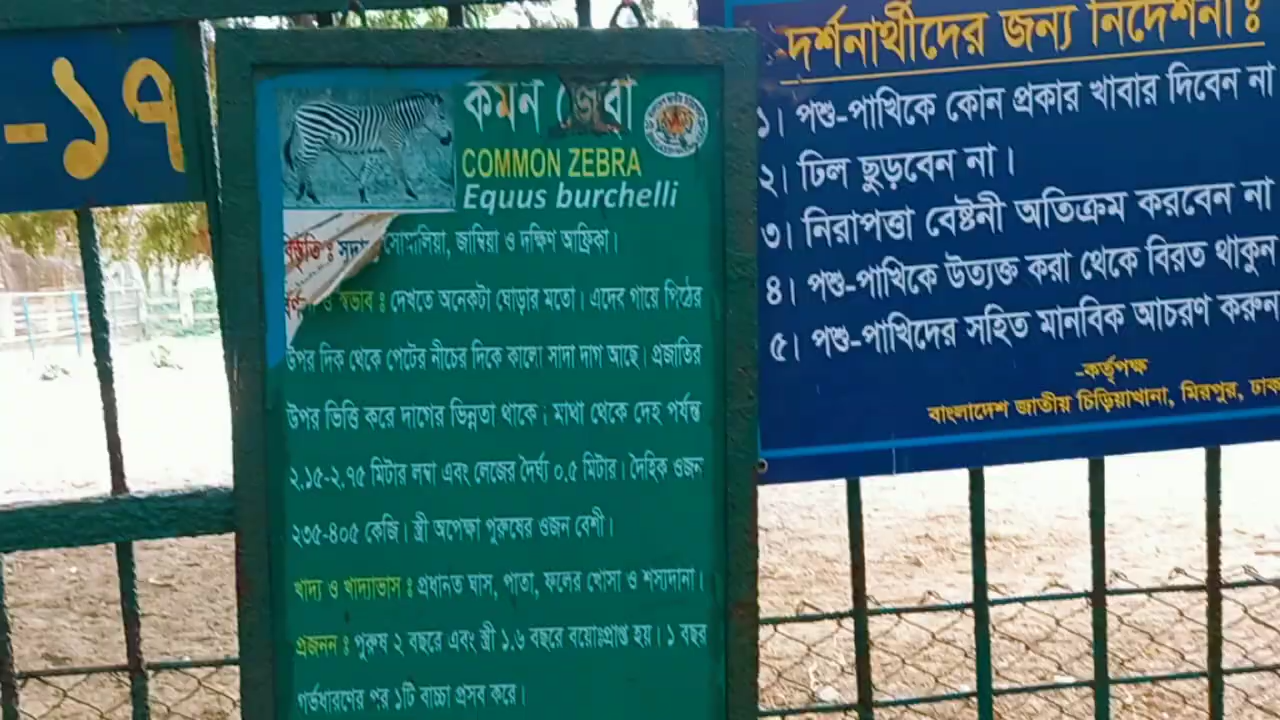 -১৭
কমন জেব্রা
COMMON ZEBRA
Equus burchelli
বিস্তৃতি : সুদান, সোমালিয়া, জাম্বিয়া ও দক্ষিণ আফ্রিকা।
ও স্বভাব : দেখতে অনেকটা ঘোড়ার মতো। এদের গায়ে পিঠের
উপর দিক থেকে পেটের নীচের দিকে কালো সাদা দাগ আছে। প্রজাতির
উপর ভিত্তি করে দাগের ভিন্নতা থাকে। মাথা থেকে দেহ পর্যন্ত
২.১৫-২.৭৫ মিটার লম্বা এবং লেজের দৈর্ঘ্য ০.৫ মিটার। দৈহিক ওজন
২৩৫-৪০৫ কেজি। স্ত্রী অপেক্ষা পুরুষের ওজন বেশী।
খাদ্য ও খাদ্যাভাস : প্রধানত ঘাস, পাতা, ফলের খোসা ও শস্যদানা।
প্রজনন : পুরুষ ২ বছরে এবং স্ত্রী ১.৬ বছরে বয়োঃপ্রাপ্ত হয়। ১ বছর
গর্ভধারণের পর ১টি বাচ্চা প্রসব করে।
দর্শনার্থীদের জন্য নির্দেশনা :
১। পশু-পাখিকে কোন প্রকার খাবার দিবেন না
২। ঢিল ছুড়বেন না।
৩। নিরাপত্তা বেষ্টনী অতিক্রম করবেন না
৪। পশু-পাখিকে উত্যক্ত করা থেকে বিরত থাকুন
৫। পশু-পাখিদের সহিত মানবিক আচরণ করুন
-কর্তৃপক্ষ
বাংলাদেশ জাতীয় চিড়িয়াখানা, মিরপুর, ঢাকা